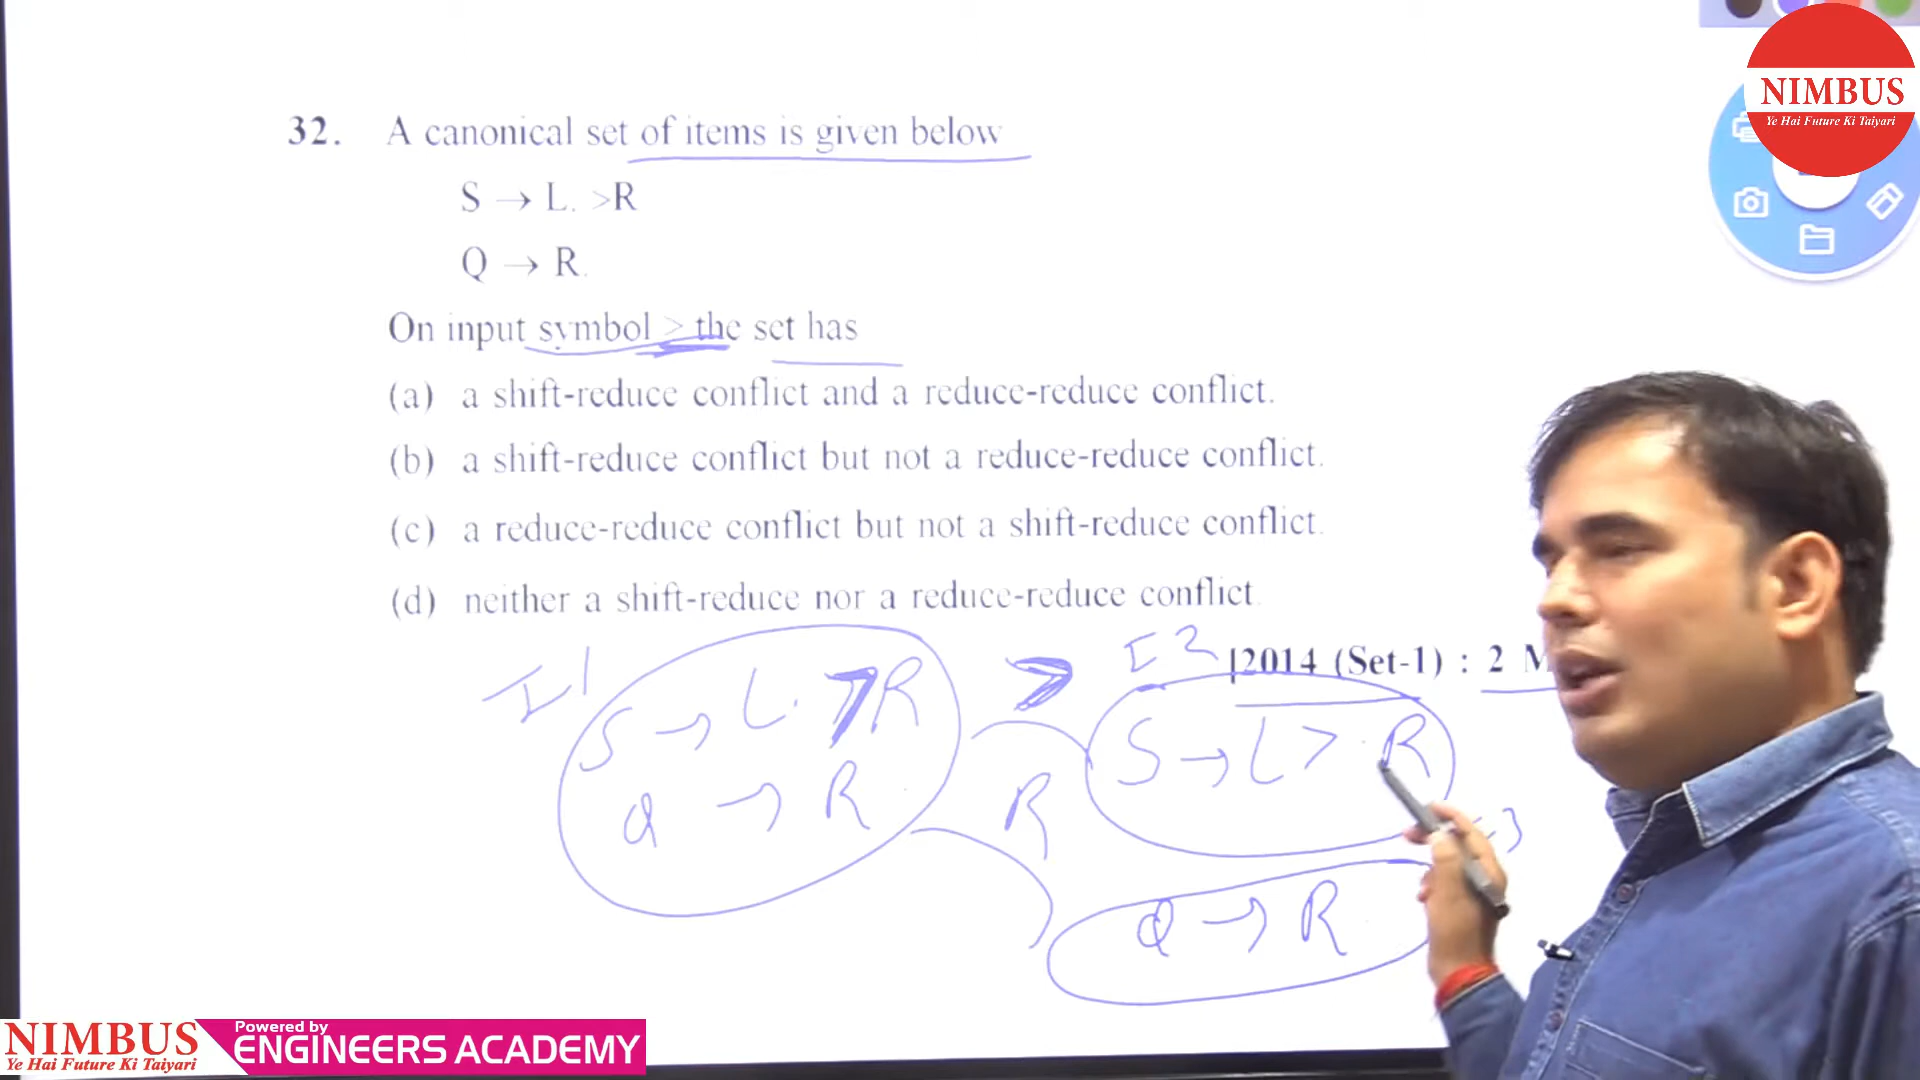 NIMBUS
Ye Hai Future Ki Taiyari
32. A canonical set of items is given below
S → L. >R
Q → R.
On input symbol > the set has
(a) a shift-reduce conflict and a reduce-reduce conflict.
(b) a shift-reduce conflict but not a reduce-reduce conflict.
(c) a reduce-reduce conflict but not a shift-reduce conflict.
(d) neither a shift-reduce nor a reduce-reduce conflict.
[2014 (Set-1) : 2 M
I1
S → L. >R
Q → R.
>
R
I2
S → L > . R
3
Q → R.
NIMBUS
Ye Hai Future Ki Taiyari
Powered by
ENGINEERS ACADEMY